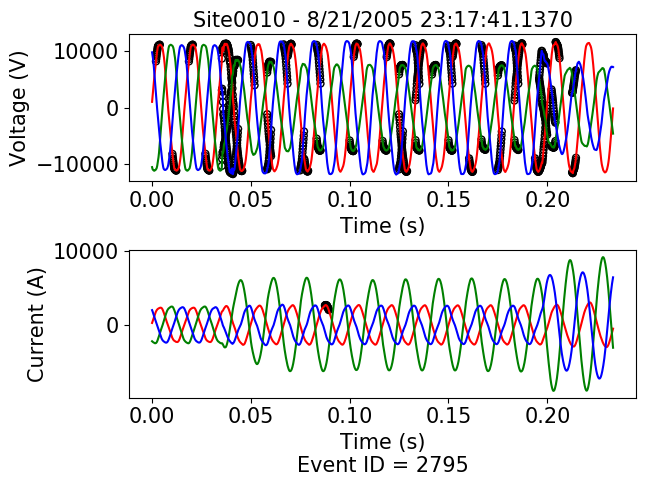 Site0010 - 8/21/2005 23:17:41.1370
10000
0
−10000
Voltage (V)
0.00 0.05 0.10 0.15 0.20
Time (s)
10000
0
Current (A)
0.00 0.05 0.10 0.15 0.20
Time (s)
Event ID = 2795